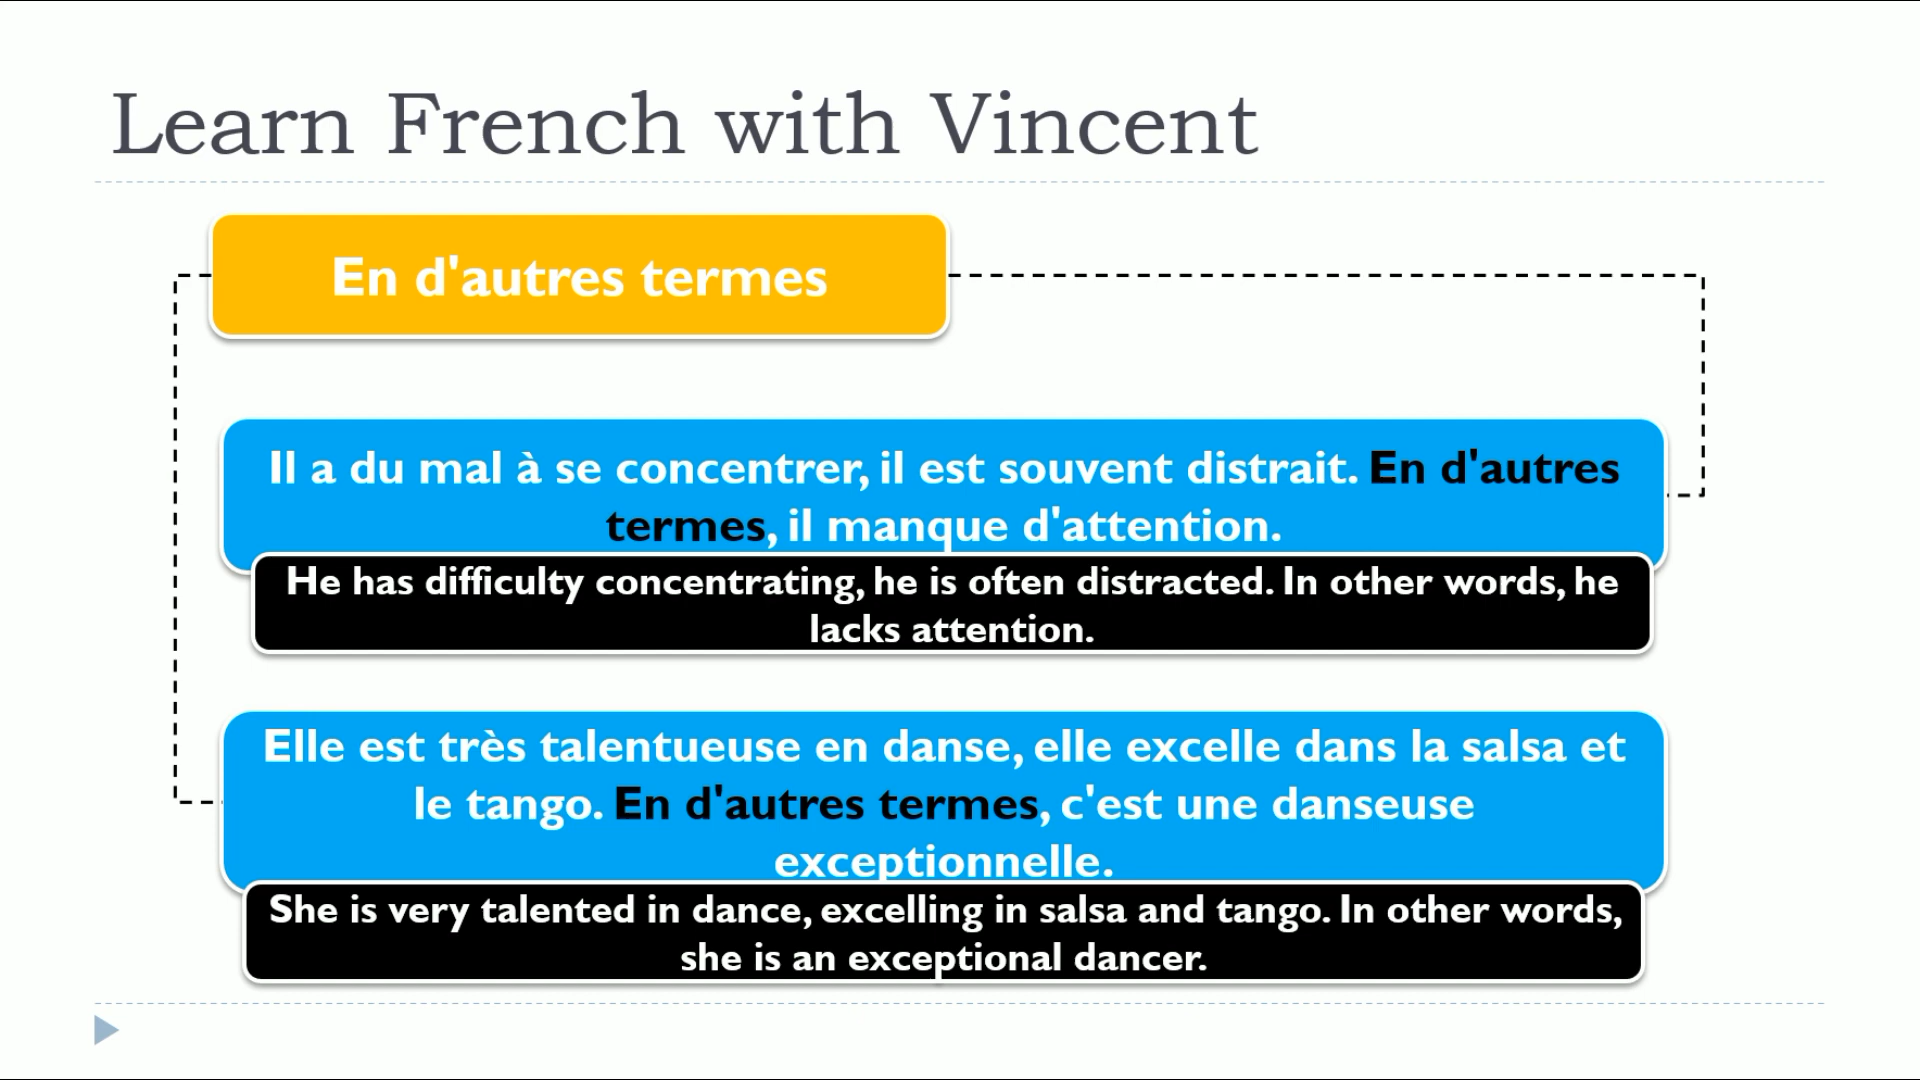 Learn French with Vincent
En d'autres termes
Il a du mal à se concentrer, il est souvent distrait. En d'autres
termes, il manque d'attention.
He has difficulty concentrating, he is often distracted. In other words, he
lacks attention.
Elle est très talentueuse en danse, elle excelle dans la salsa et
le tango. En d'autres termes, c'est une danseuse
exceptionnelle.
She is very talented in dance, excelling in salsa and tango. In other words,
she is an exceptional dancer.